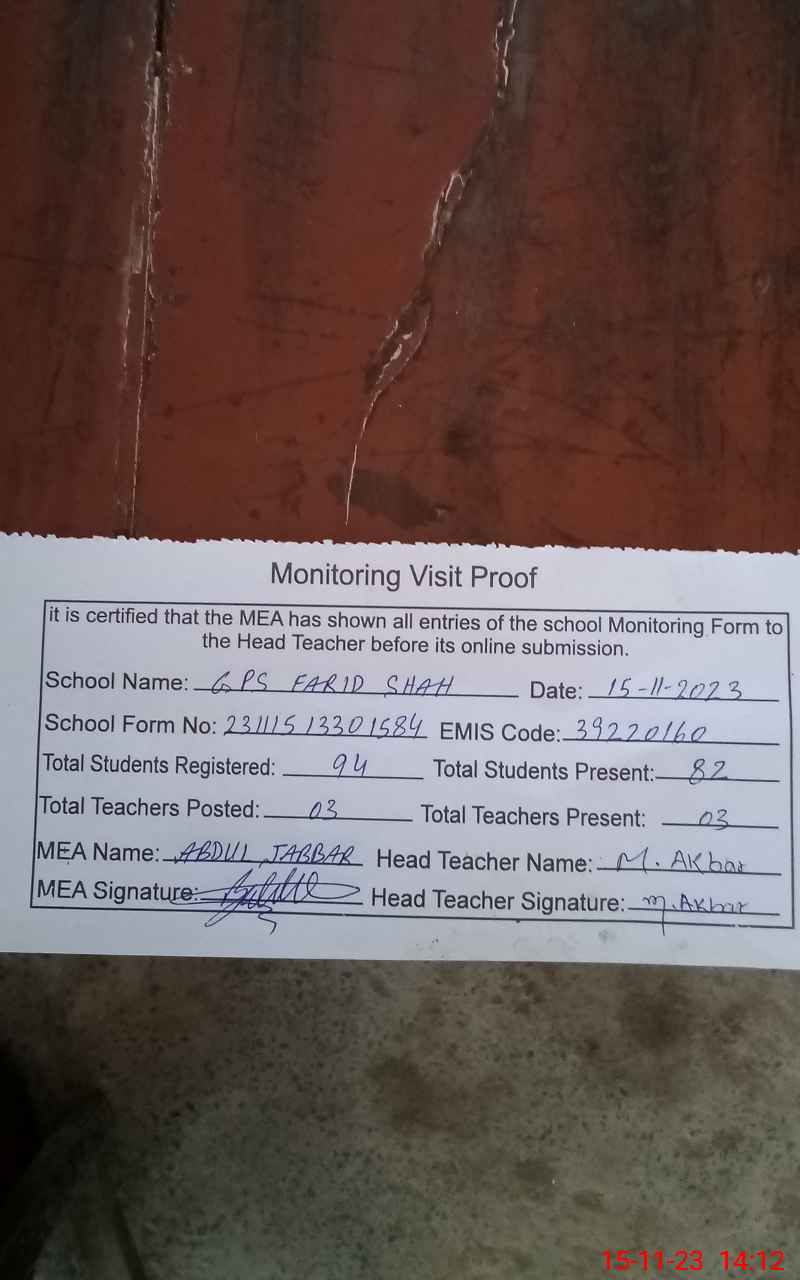 Monitoring Visit Proof
it is certified that the MEA has shown all entries of the school Monitoring Form to
the Head Teacher before its online submission.
School Name: GPS FARID SHAH Date: 15-11-2023
School Form No: 23111513301584 EMIS Code: 39220160
Total Students Registered: 94 Total Students Present: 82
Total Teachers Posted: 03 Total Teachers Present: 03
MEA Name: ABDUL JABBAR Head Teacher Name: M. AKbar
MEA Signature: Head Teacher Signature: M. AKbar
15-11-23 14:12